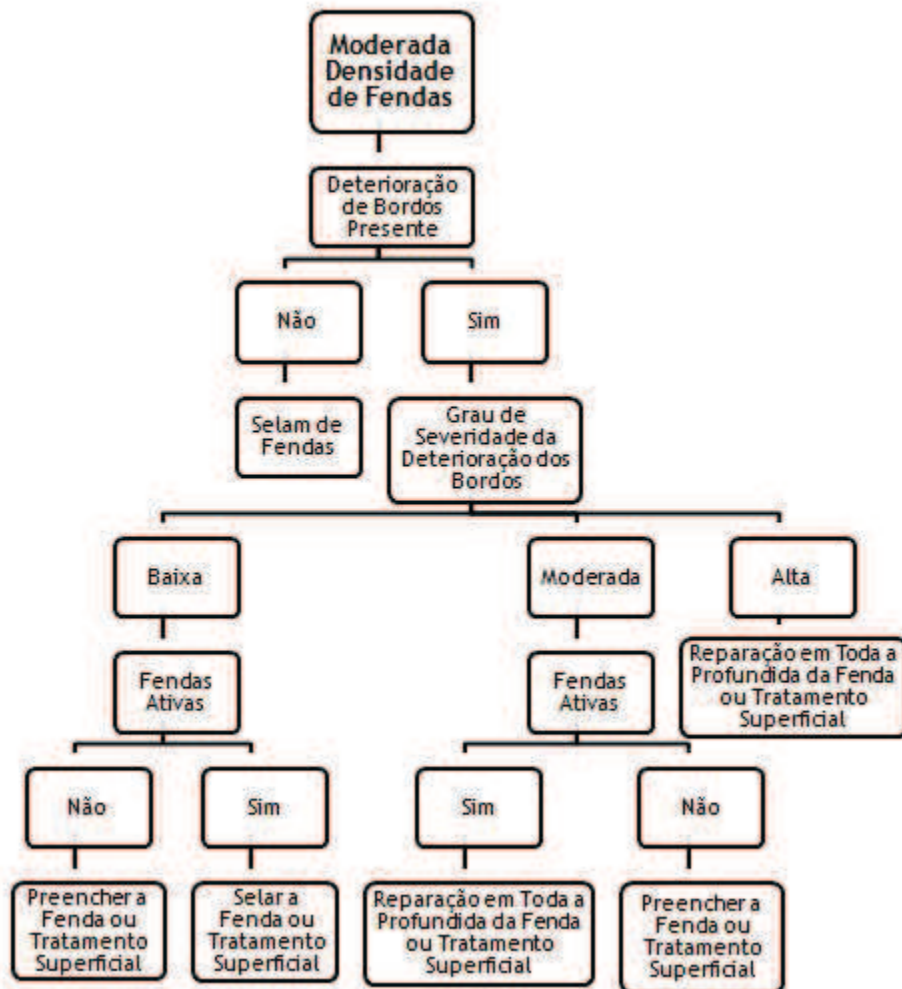 Moderada
Densidade
de Fendas
Deterioração
de Bordos
Presente
Não
Sim
Selam de
Fendas
Grau de
Severidade da
Deterioração dos
Bordos
Baixa
Moderada
Alta
Fendas
Ativas
Fendas
Ativas
Reparação em Toda a
Profundida da Fenda
ou Tratamento
Superficial
Não
Sim
Sim
Não
Preencher a
Fenda ou
Tratamento
Superficial
Selar a
Fenda ou
Tratamento
Superficial
Reparação em Toda a
Profundida da Fenda
ou Tratamento
Superficial
Preencher a
Fenda ou
Tratamento
Superficial